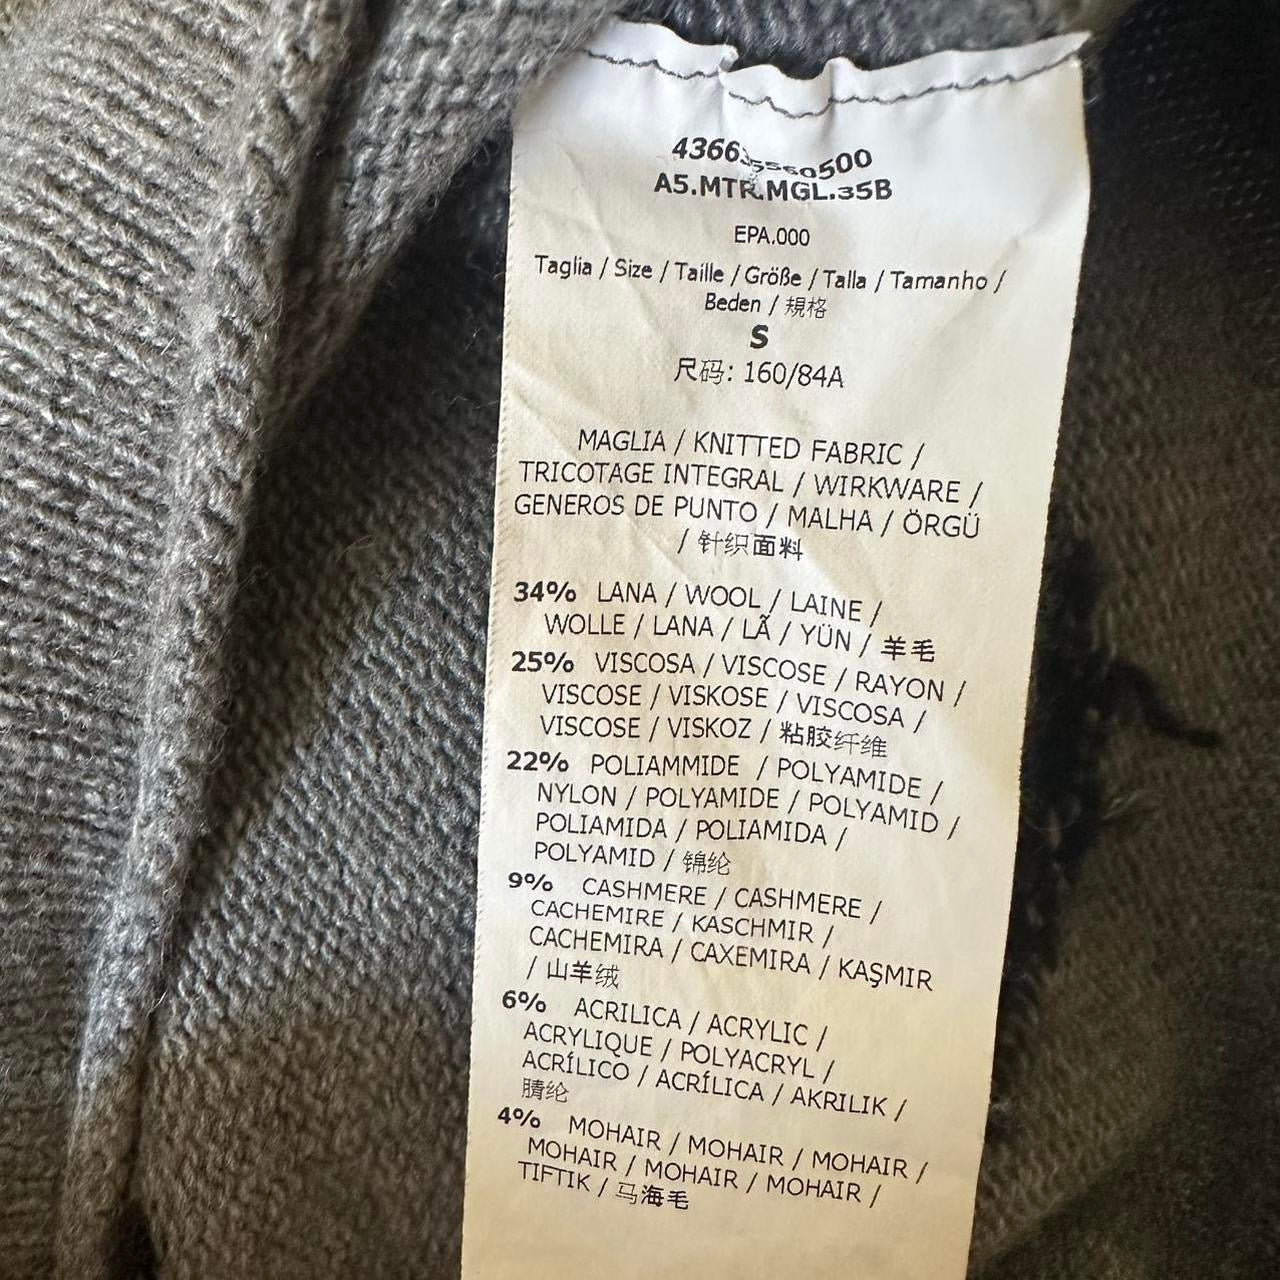 A5.MTR.MGL.35B
EPA.000
Taglia / Size / Taille / Größe / Talla / Tamanho /
Beden / 規格
S
尺码: 160/84A
MAGLIA / KNITTED FABRIC /
TRICOTAGE INTEGRAL / WIRKWARE /
GENEROS DE PUNTO / MALHA / ÖRGÜ
/ 针织面料
34% LANA / WOOL / LAINE /
WOLLE / LANA / LÃ / YÜN / 羊毛
25% VISCOSA / VISCOSE / RAYON /
VISCOSE / VISKOSE / VISCOSA /
VISCOSE / VISKOZ / 粘胶纤维
22% POLIAMMIDE / POLYAMIDE /
NYLON / POLYAMIDE / POLYAMID /
POLIAMIDA / POLIAMIDA /
POLYAMID / 锦纶
9% CASHMERE / CASHMERE /
CACHEMIRE / KASCHMIR /
CACHEMIRA / CAXEMIRA / KAŞMIR
/ 山羊绒
6% ACRILICA / ACRYLIC /
ACRYLIQUE / POLYACRYL /
ACRÍLICO / ACRÍLICA / AKRILIK /
腈纶
4% MOHAIR / MOHAIR / MOHAIR /
MOHAIR / MOHAIR / MOHAIR /
TIFTIK / 马海毛